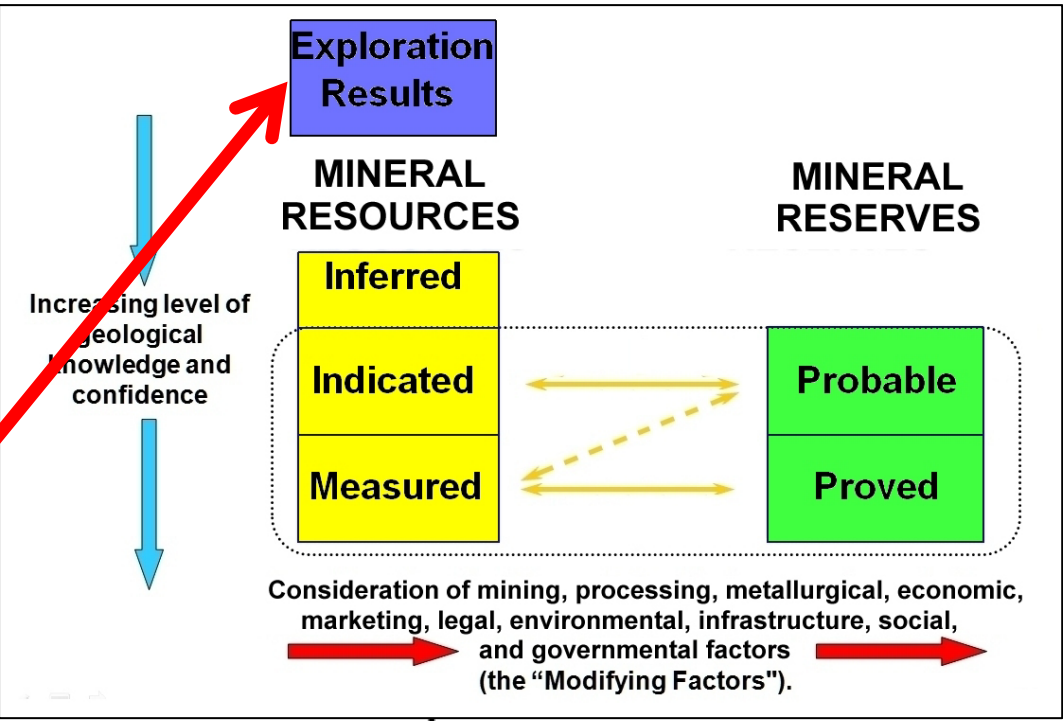 Exploration
Results
MINERAL
RESOURCES
MINERAL
RESERVES
Inferred
Increasing level of
geological
knowledge and
confidence
Indicated
Probable
Measured
Proved
Consideration of mining, processing, metallurgical, economic,
marketing, legal, environmental, infrastructure, social,
and governmental factors
(the “Modifying Factors").